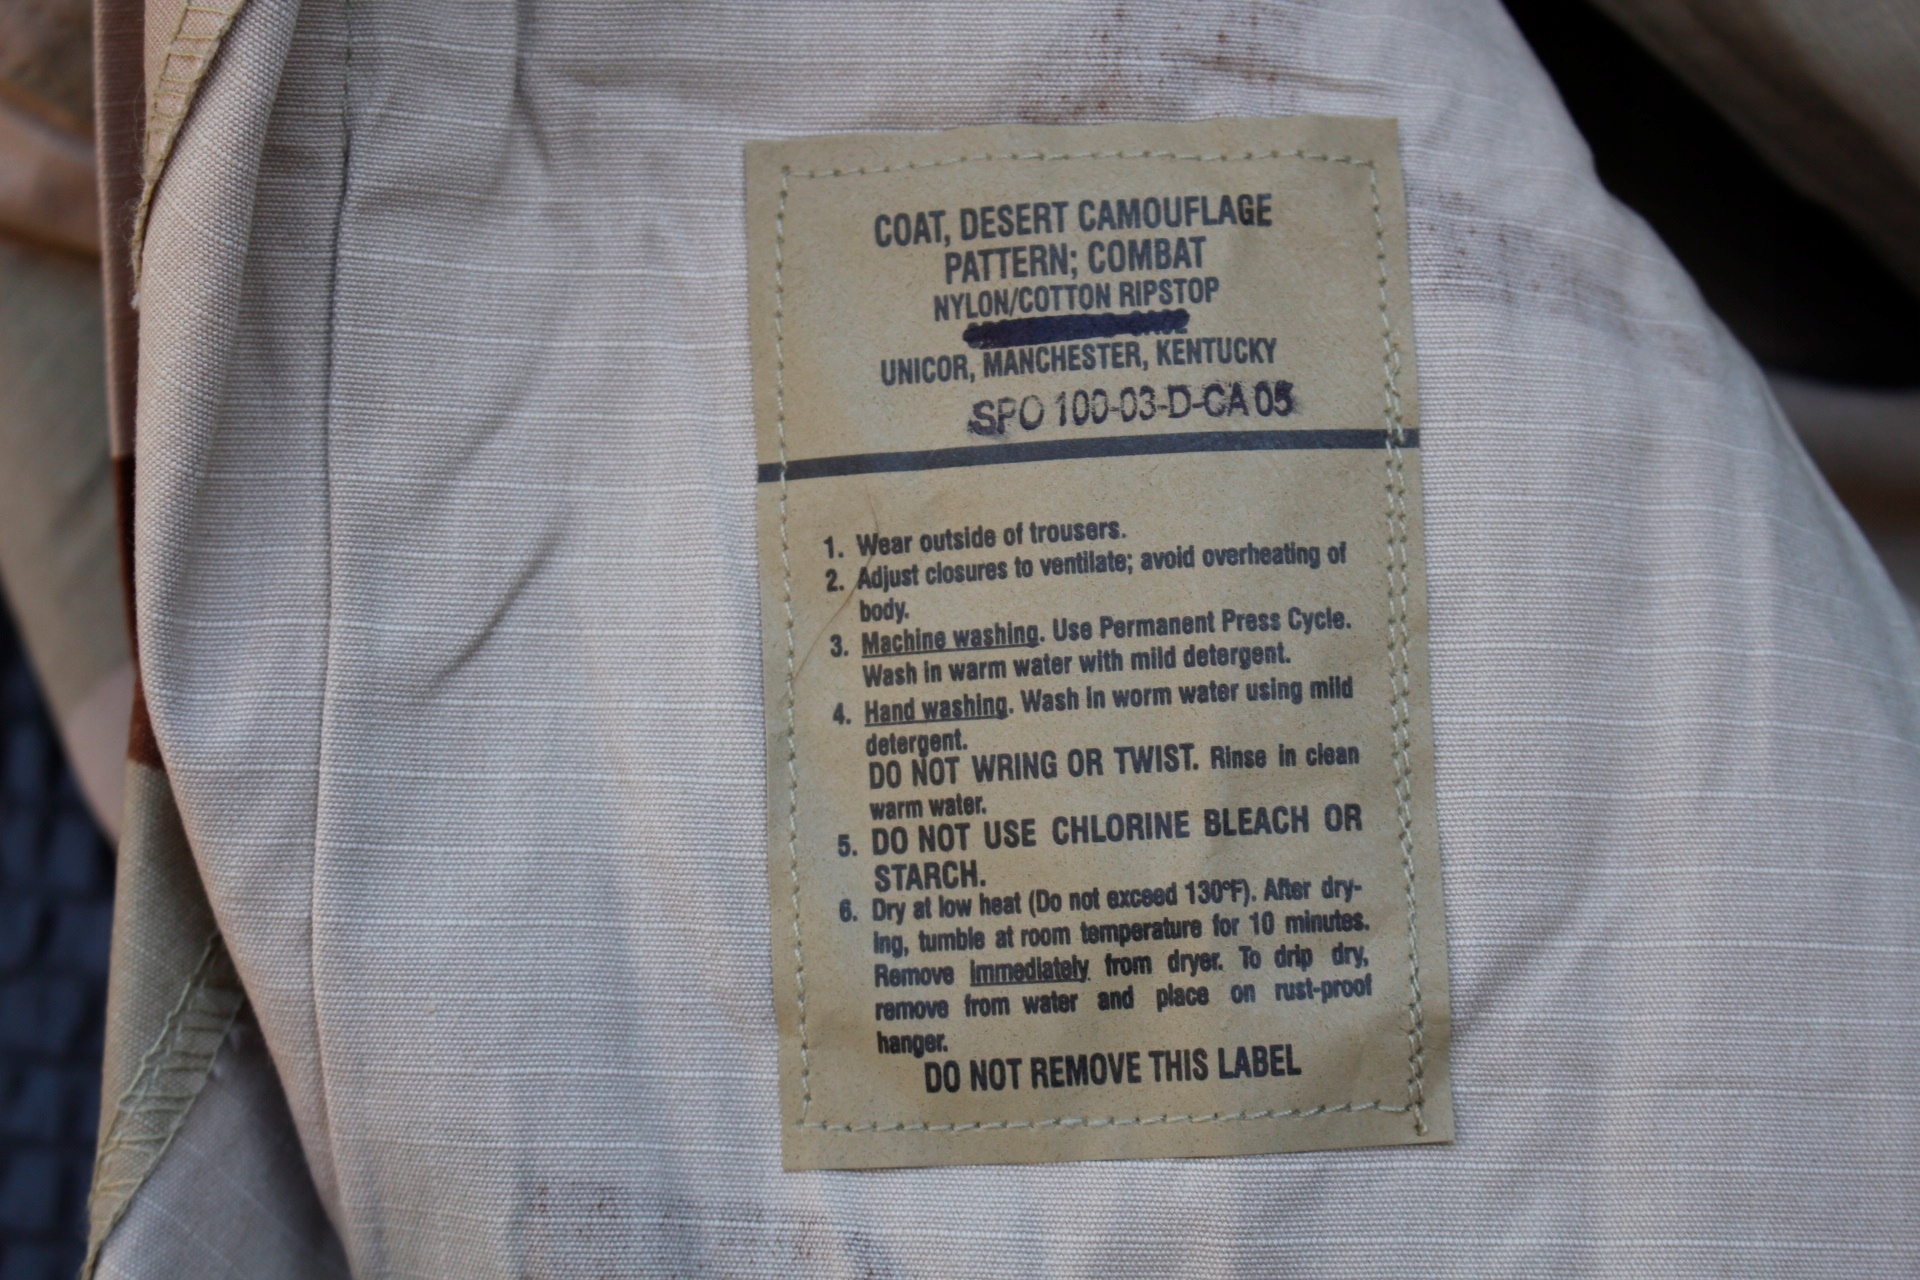 COAT, DESERT CAMOUFLAGE
PATTERN; COMBAT
NYLON/COTTON RIPSTOP
UNICOR, MANCHESTER, KENTUCKY
SPO 100-03-D-CA 05
1. Wear outside of trousers.
2. Adjust closures to ventilate; avoid overheating of
body.
3. Machine washing. Use Permanent Press Cycle.
Wash in warm water with mild detergent.
4. Hand washing. Wash in worm water using mild
detergent.
DO NOT WRING OR TWIST. Rinse in clean
warm water.
5. DO NOT USE CHLORINE BLEACH OR
STARCH.
6. Dry at low heat (Do not exceed 130°F). After dry-
ing, tumble at room temperature for 10 minutes.
Remove immediately from dryer. To drip dry,
remove from water and place on rust-proof
hanger.
DO NOT REMOVE THIS LABEL